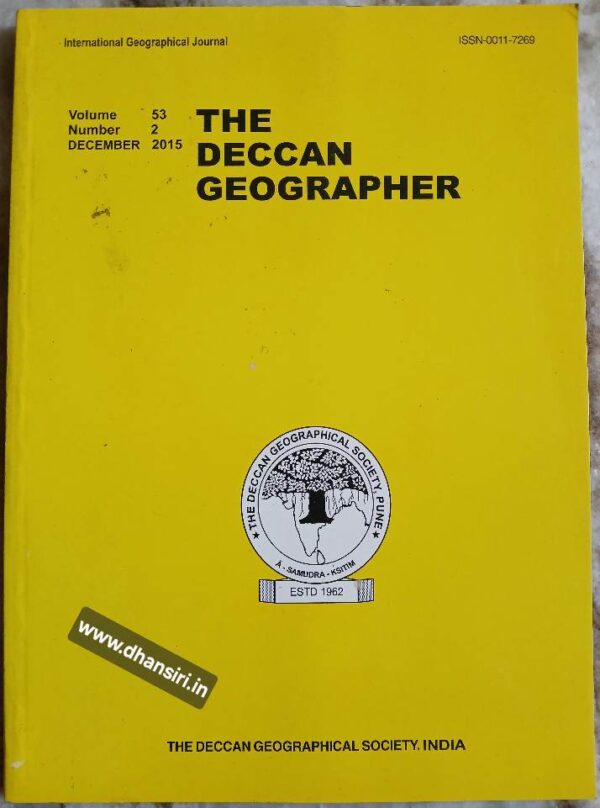 International Geographical Journal
ISSN-0011-7269
Volume 53
Number 2
DECEMBER 2015
THE
DECCAN
GEOGRAPHER
★ THE DECCAN GEOGRAPHICAL SOCIETY, PUNE ★
Ā - SAMUDRA - KSITIM
ESTD 1962
www.dhansiri.in
THE DECCAN GEOGRAPHICAL SOCIETY. INDIA